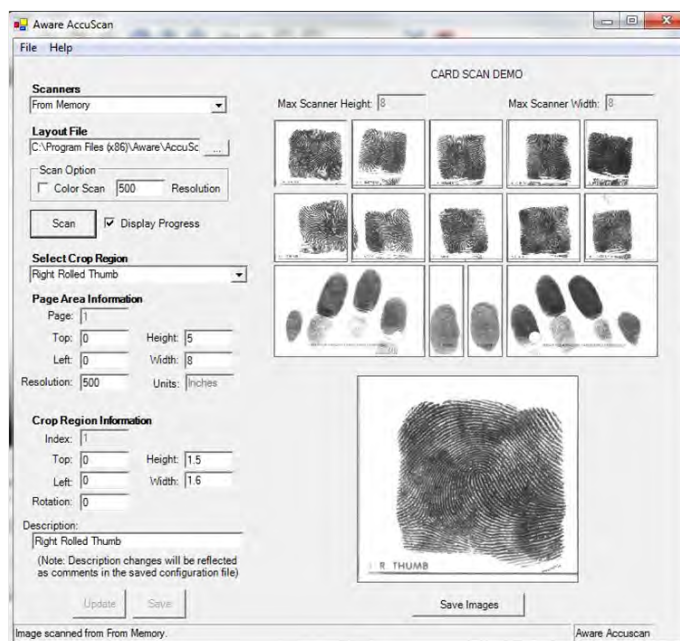 Aware AccuScan
File Help
CARD SCAN DEMO
Scanners
From Memory
Max Scanner Height: 8 Max Scanner Width: 8
Layout File
C:\Program Files (x86)\Aware\AccuSc ...
Scan Option
Color Scan 500 Resolution
Scan Display Progress
Select Crop Region
Right Rolled Thumb
Page Area Information
Page: 1
Top: 0 Height: 5
Left: 0 Width: 8
Resolution: 500 Units: Inches
Crop Region Information
Index: 1
Top: 0 Height: 1.5
Left: 0 Width: 1.6
Rotation: 0
Description:
Right Rolled Thumb
(Note: Description changes will be reflected
as comments in the saved configuration file)
R. THUMB
Update Save Save Images
Image scanned from From Memory. Aware Accuscan